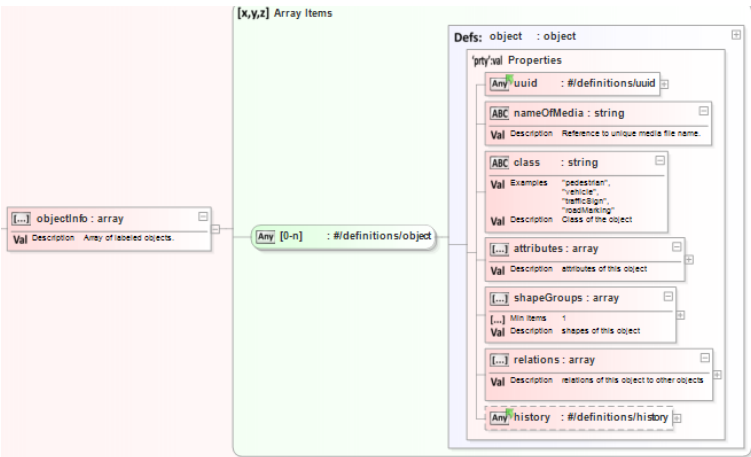 [x,y,z] Array Items
Defs: object : object
'prty':val Properties
Any uuid : #/definitions/uuid
ABC nameOfMedia : string
Val Description Reference to unique media file name.
ABC class : string
Val Examples "pedestrian",
"vehicle",
"trafficSign",
"roadMarking"
Val Description Class of the object
[...] objectInfo : array
Val Description Array of labeled objects.
Any [0-n] : #/definitions/object
[...] attributes : array
Val Description attributes of this object
[...] shapeGroups : array
[...] Min Items 1
Val Description shapes of this object
[...] relations : array
Val Description relations of this object to other objects
Any history : #/definitions/history